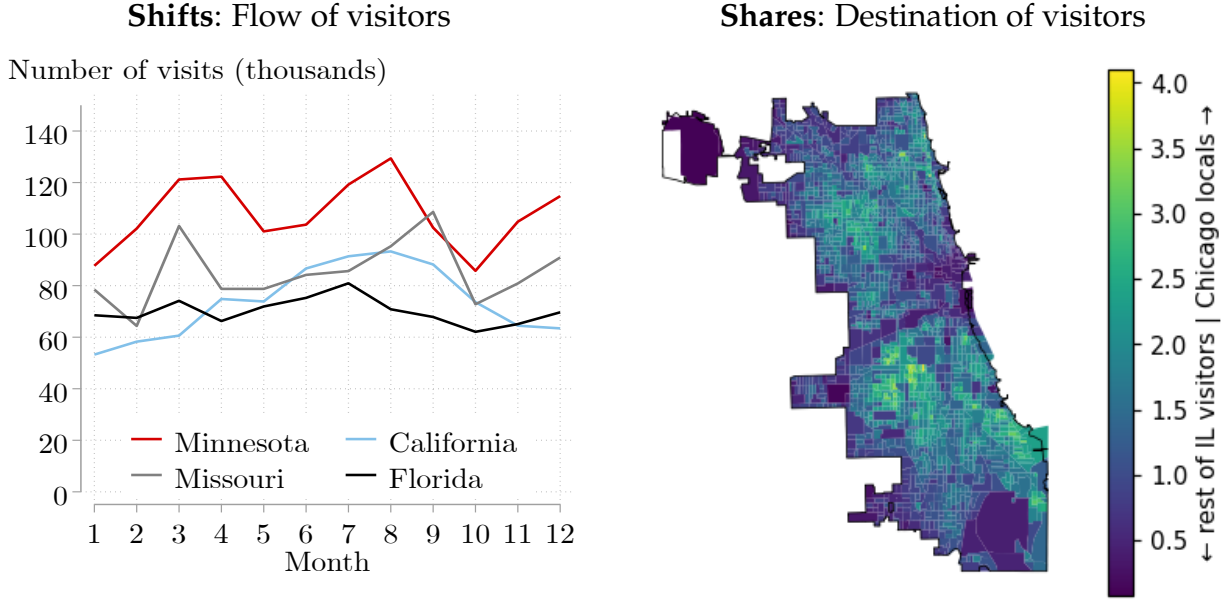 Shifts: Flow of visitors
Number of visits (thousands)
140
120
100
80
60
40
20
0
Minnesota
California
Missouri
Florida
1 2 3 4 5 6 7 8 9 10 11 12
Month
Shares: Destination of visitors
4.0
3.5
3.0
2.5
2.0
1.5
1.0
0.5
← rest of IL visitors | Chicago locals →